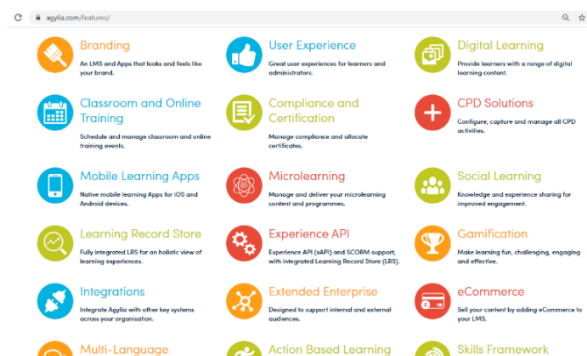 agylia.com/features/
Branding
An LMS and Apps that looks and feels like
your brand.
User Experience
Great user experiences for learners and
administrators.
Digital Learning
Provide learners with a range of digital
learning content.
Classroom and Online
Training
Schedule and manage classroom and online
training events.
Compliance and
Certification
Manage compliance and allocate
certificates.
CPD Solutions
Configure, capture and manage all CPD
activities.
Mobile Learning Apps
Native mobile learning Apps for iOS and
Android devices.
Microlearning
Manage and deliver your microlearning
content and programmes.
Social Learning
Knowledge and experience sharing for
improved engagement.
Learning Record Store
Fully integrated LRS for an holistic view of
learning experiences.
Experience API
Experience API (xAPI) and SCORM support,
with integrated Learning Record Store (LRS).
Gamification
Make learning fun, challenging, engaging
and effective.
Integrations
Integrate Agylia with other key systems
across your organisation.
Extended Enterprise
Designed to support internal and external
audiences.
eCommerce
Sell your content by adding eCommerce to
your LMS.
Multi-Language
Action Based Learning
Skills Framework